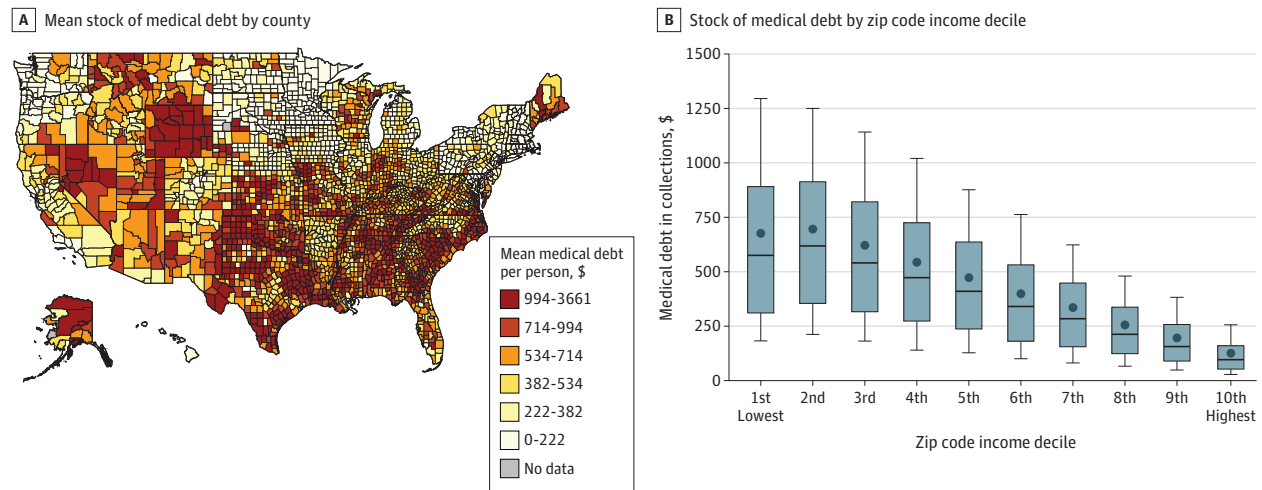 A Mean stock of medical debt by county
Mean medical debt
per person, $
994-3661
714-994
534-714
382-534
222-382
0-222
No data
B Stock of medical debt by zip code income decile
Medical debt in collections, $
1500
1250
1000
750
500
250
0
1st 2nd 3rd 4th 5th 6th 7th 8th 9th 10th
Lowest Highest
Zip code income decile